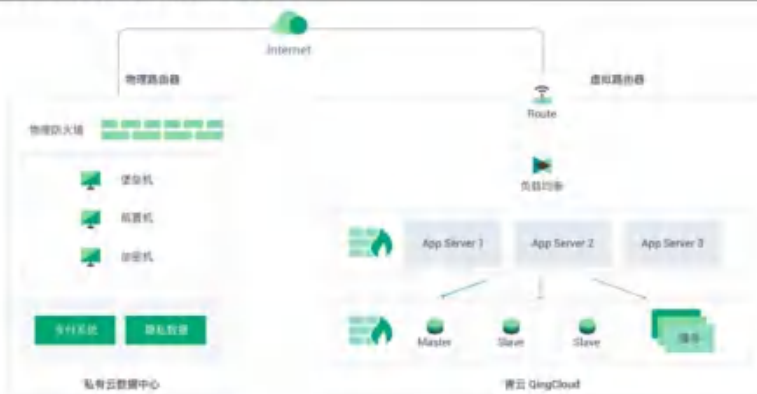 Internet
物理路由器
虚拟路由器
Route
物理防火墙
负载均衡
堡垒机
前置机
加密机
App Server 1
App Server 2
App Server 3
支付系统
隐私数据
Master
Slave
Slave
缓存
私有云数据中心
青云 QingCloud